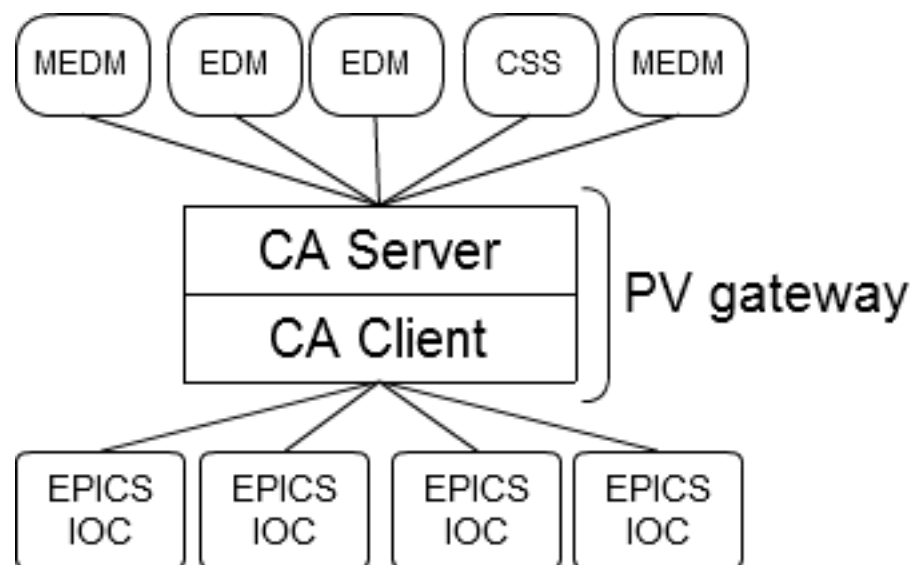 MEDM
EDM
EDM
CSS
MEDM
CA Server
CA Client
PV gateway
EPICS
IOC
EPICS
IOC
EPICS
IOC
EPICS
IOC